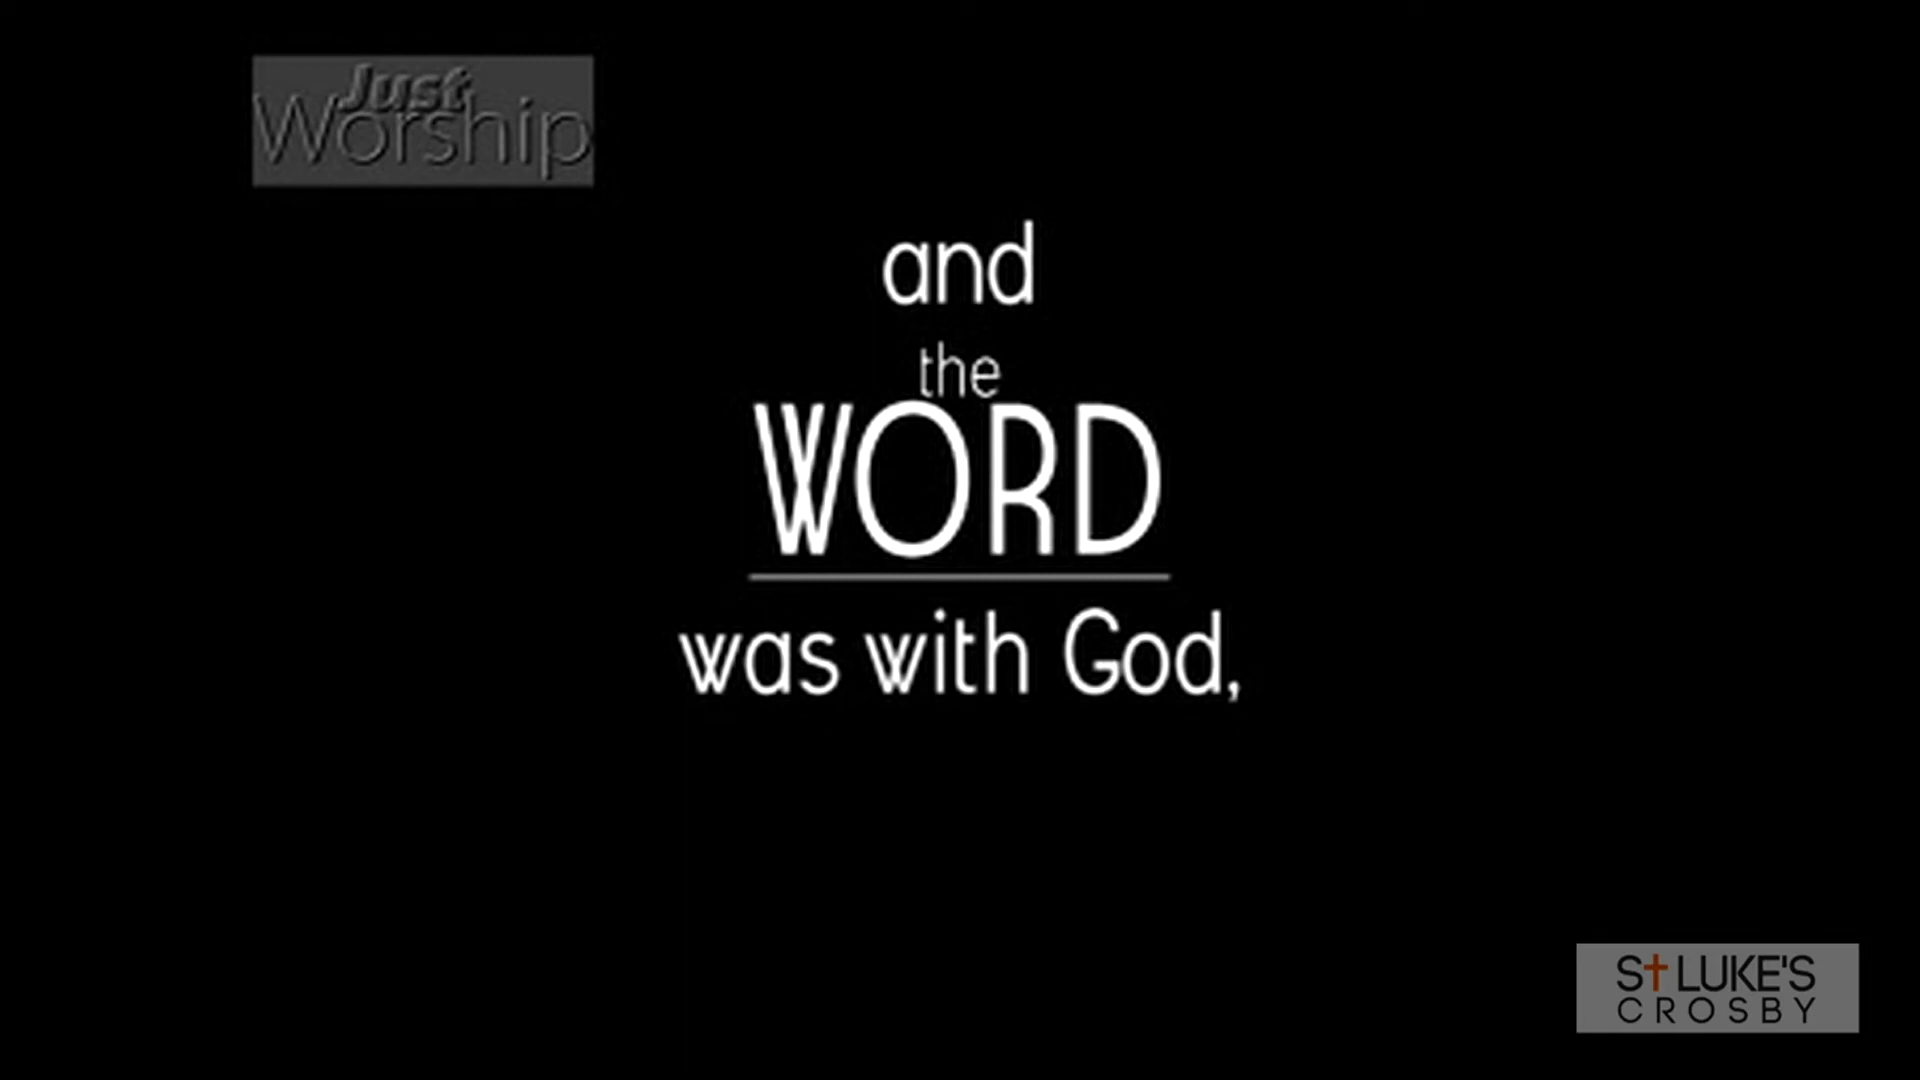 Just
Worship
and
the
WORD
was with God,
St LUKE'S
CROSBY